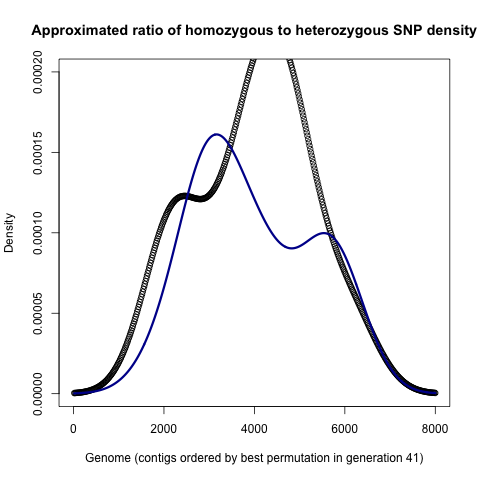 Approximated ratio of homozygous to heterozygous SNP density
0.00020
0.00015
0.00010
0.00005
0.00000
Density
0 2000 4000 6000 8000
Genome (contigs ordered by best permutation in generation 41)